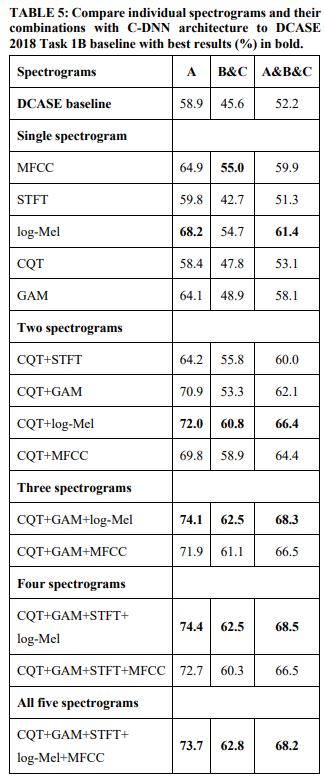 TABLE 5: Compare individual spectrograms and their
combinations with C-DNN architecture to DCASE
2018 Task 1B baseline with best results (%) in bold.
Spectrograms A B&C A&B&C
DCASE baseline 58.9 45.6 52.2
Single spectrogram
MFCC 64.9 55.0 59.9
STFT 59.8 42.7 51.3
log-Mel 68.2 54.7 61.4
CQT 58.4 47.8 53.1
GAM 64.1 48.9 58.1
Two spectrograms
CQT+STFT 64.2 55.8 60.0
CQT+GAM 70.9 53.3 62.1
CQT+log-Mel 72.0 60.8 66.4
CQT+MFCC 69.8 58.9 64.4
Three spectrograms
CQT+GAM+log-Mel 74.1 62.5 68.3
CQT+GAM+MFCC 71.9 61.1 66.5
Four spectrograms
CQT+GAM+STFT+
log-Mel 74.4 62.5 68.5
CQT+GAM+STFT+MFCC 72.7 60.3 66.5
All five spectrograms
CQT+GAM+STFT+
log-Mel+MFCC 73.7 62.8 68.2